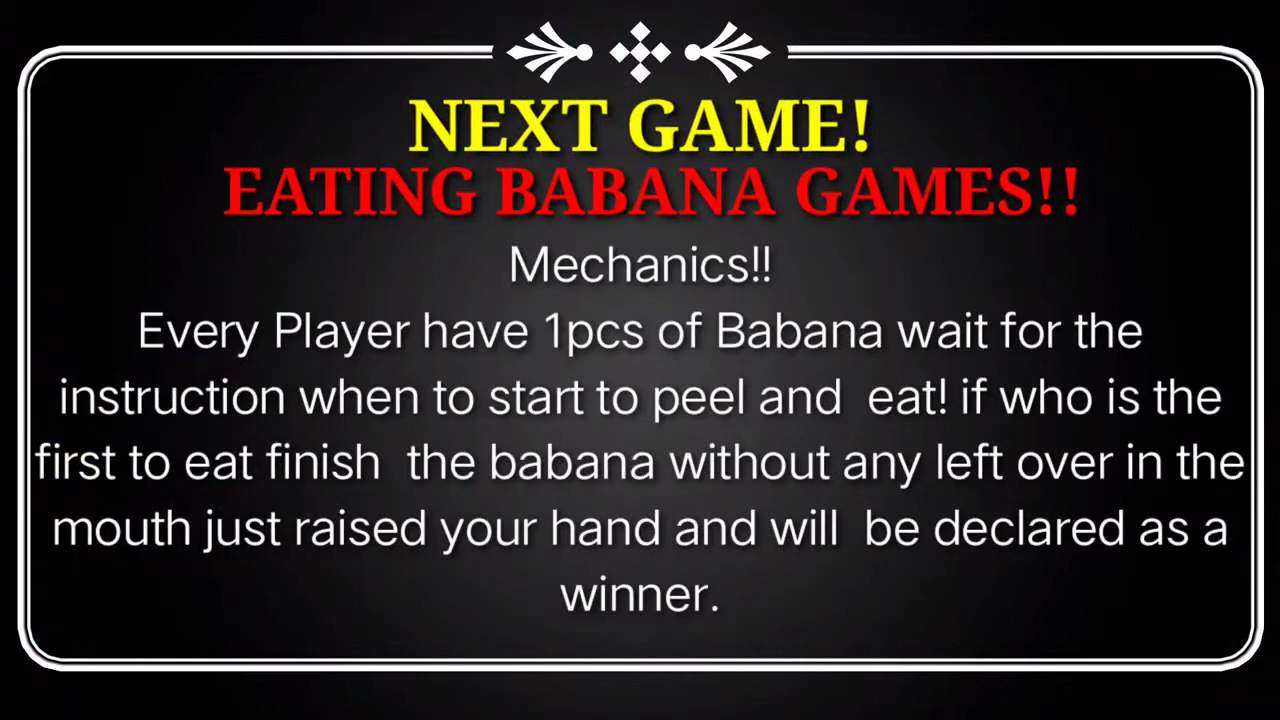 NEXT GAME!
EATING BABANA GAMES!!
Mechanics!!
Every Player have 1pcs of Babana wait for the
instruction when to start to peel and  eat! if who is the
first to eat finish  the babana without any left over in the
mouth just raised your hand and will  be declared as a
winner.